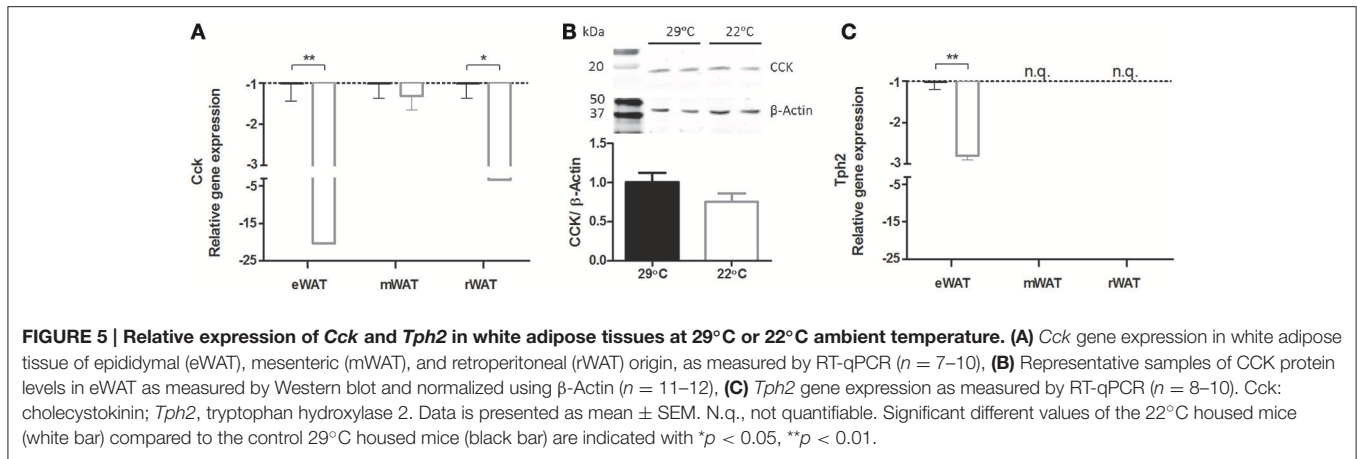 A
Cck
Relative gene expression
-1
-2
-3
-5
-15
-25
**
*
eWAT
mWAT
rWAT
B
kDa
29°C
22°C
20
50
37
CCK
β-Actin
CCK/ β-Actin
1.5
1.0
0.5
0.0
29°C
22°C
C
Tph2
Relative gene expression
-1
-2
-3
-5
-15
-25
**
n.q.
n.q.
eWAT
mWAT
rWAT
FIGURE 5 | Relative expression of Cck and Tph2 in white adipose tissues at 29°C or 22°C ambient temperature. (A) Cck gene expression in white adipose
tissue of epididymal (eWAT), mesenteric (mWAT), and retroperitoneal (rWAT) origin, as measured by RT-qPCR (n = 7–10), (B) Representative samples of CCK protein
levels in eWAT as measured by Western blot and normalized using β-Actin (n = 11–12), (C) Tph2 gene expression as measured by RT-qPCR (n = 8–10). Cck:
cholecystokinin; Tph2, tryptophan hydroxylase 2. Data is presented as mean ± SEM. N.q., not quantifiable. Significant different values of the 22°C housed mice
(white bar) compared to the control 29°C housed mice (black bar) are indicated with *p < 0.05, **p < 0.01.